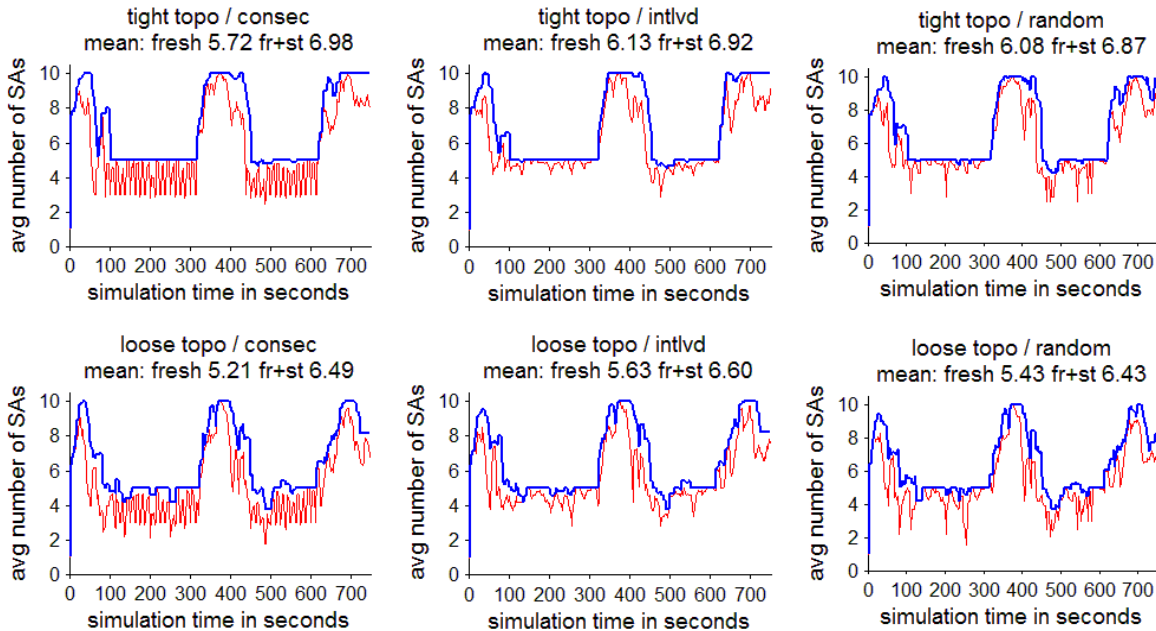 tight topo / consec
mean: fresh 5.72 fr+st 6.98
avg number of SAs
10
8
6
4
2
0
0 100 200 300 400 500 600 700
simulation time in seconds
tight topo / intlvd
mean: fresh 6.13 fr+st 6.92
avg number of SAs
10
8
6
4
2
0
0 100 200 300 400 500 600 700
simulation time in seconds
tight topo / random
mean: fresh 6.08 fr+st 6.87
avg number of SAs
10
8
6
4
2
0
0 100 200 300 400 500 600 700
simulation time in seconds
loose topo / consec
mean: fresh 5.21 fr+st 6.49
avg number of SAs
10
8
6
4
2
0
0 100 200 300 400 500 600 700
simulation time in seconds
loose topo / intlvd
mean: fresh 5.63 fr+st 6.60
avg number of SAs
10
8
6
4
2
0
0 100 200 300 400 500 600 700
simulation time in seconds
loose topo / random
mean: fresh 5.43 fr+st 6.43
avg number of SAs
10
8
6
4
2
0
0 100 200 300 400 500 600 700
simulation time in seconds